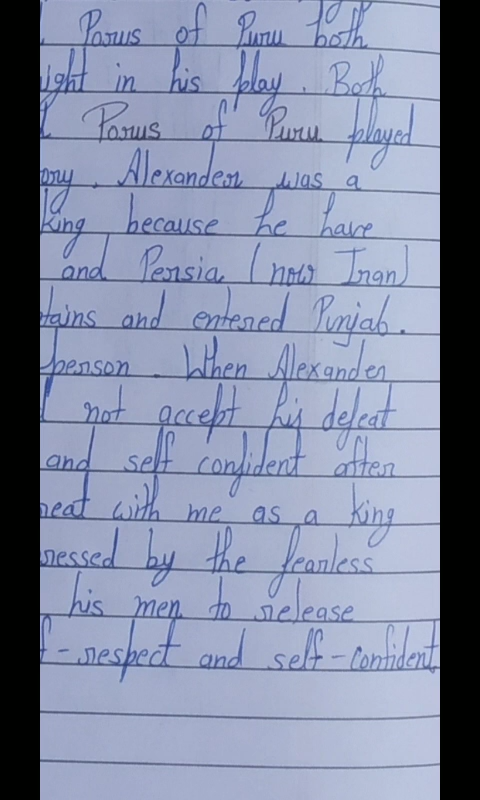 Porus of Puru both
ight in his play. Both
l Porus of Puru played
ory. Alexander was a
king because he have
and Persia (now Iran)
tains and entered Punjab.
person. When Alexander
not accept his defeat
and self confident after
reat with me as a king
ressed by the fearless
his men to release
f-respect and self-confident